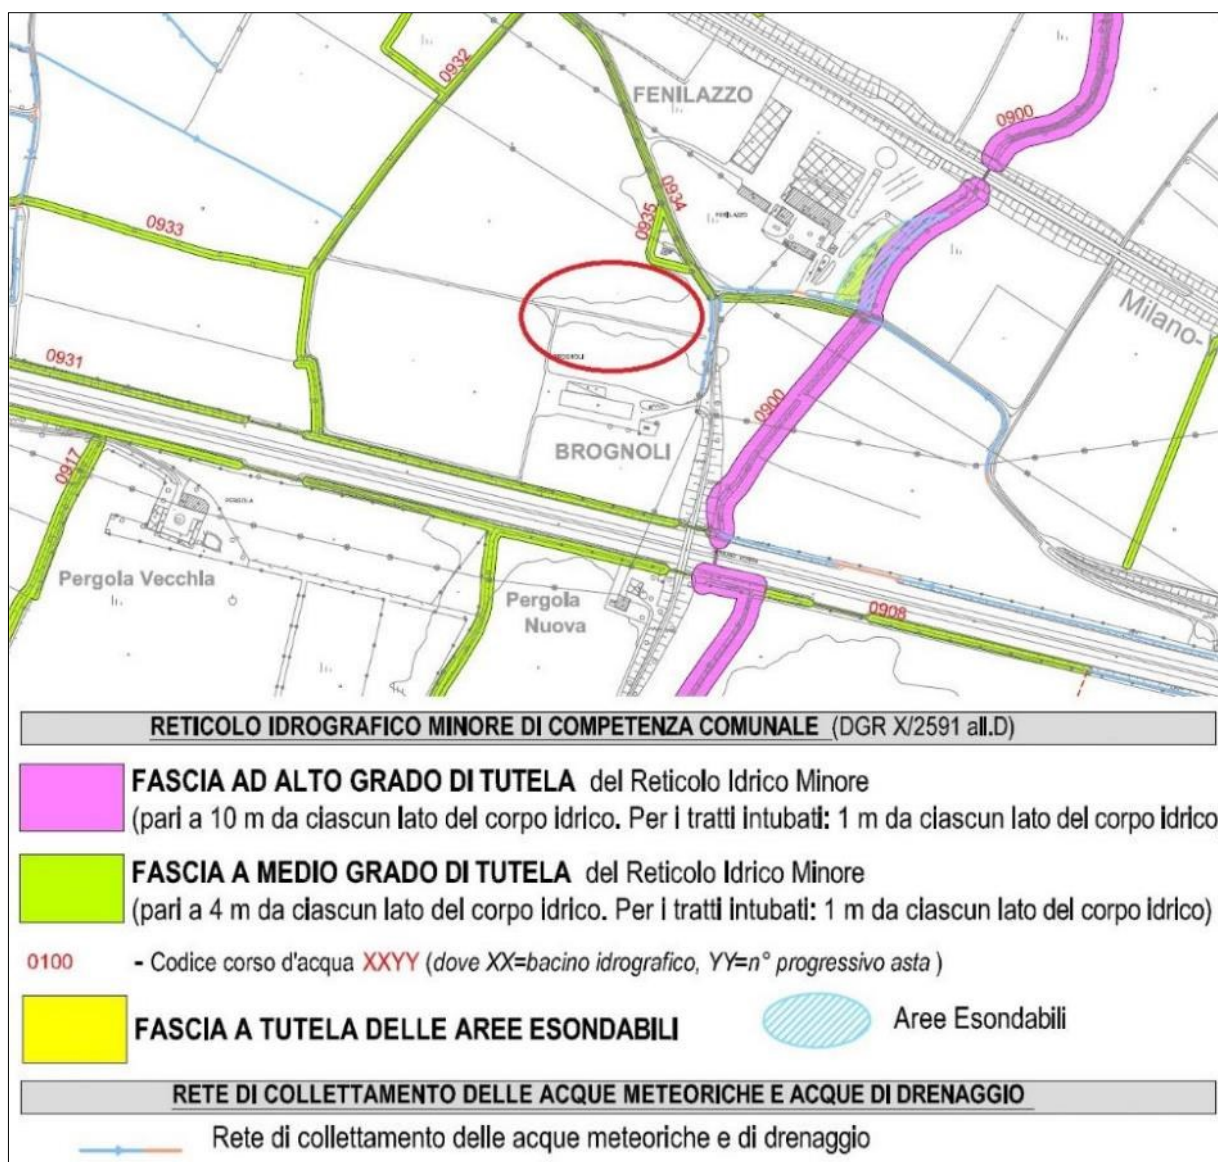 0932
FENILAZZO
0900
0933
0935
0934
FENILAZZO
Milano-
0931
BROGNOLI
0900
BROGNOLI
0917
PERGOLA
Pergola Vecchia
Pergola
Nuova
0908
RETICOLO IDROGRAFICO MINORE DI COMPETENZA COMUNALE (DGR X/2591 all.D)
FASCIA AD ALTO GRADO DI TUTELA del Reticolo Idrico Minore
(pari a 10 m da ciascun lato del corpo idrico. Per i tratti intubati: 1 m da ciascun lato del corpo idrico
FASCIA A MEDIO GRADO DI TUTELA del Reticolo Idrico Minore
(pari a 4 m da ciascun lato del corpo idrico. Per i tratti intubati: 1 m da ciascun lato del corpo idrico)
0100 - Codice corso d'acqua XXYY (dove XX=bacino idrografico, YY=n° progressivo asta )
FASCIA A TUTELA DELLE AREE ESONDABILI
Aree Esondabili
RETE DI COLLETTAMENTO DELLE ACQUE METEORICHE E ACQUE DI DRENAGGIO
Rete di collettamento delle acque meteoriche e di drenaggio